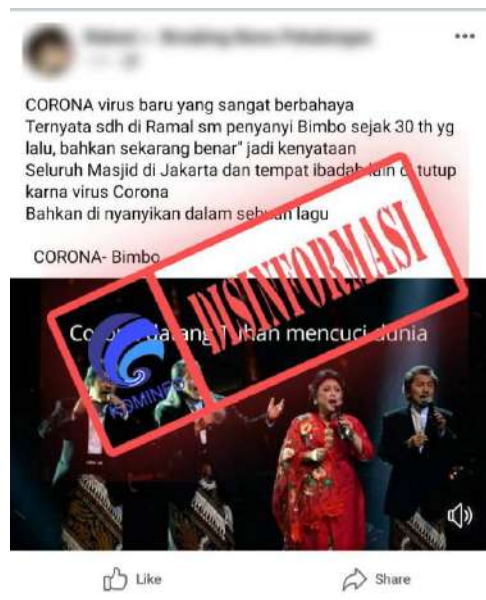 CORONA virus baru yang sangat berbahaya
Ternyata sdh di Ramal sm penyanyi Bimbo sejak 30 th yg
lalu, bahkan sekarang benar" jadi kenyataan
Seluruh Masjid di Jakarta dan tempat ibadah lain di tutup
karna virus Corona
Bahkan di nyanyikan dalam sebuah lagu
CORONA- Bimbo
DISINFORMASI
KOMINFO
Corona datang Tuhan mencuci dunia
Like
Share